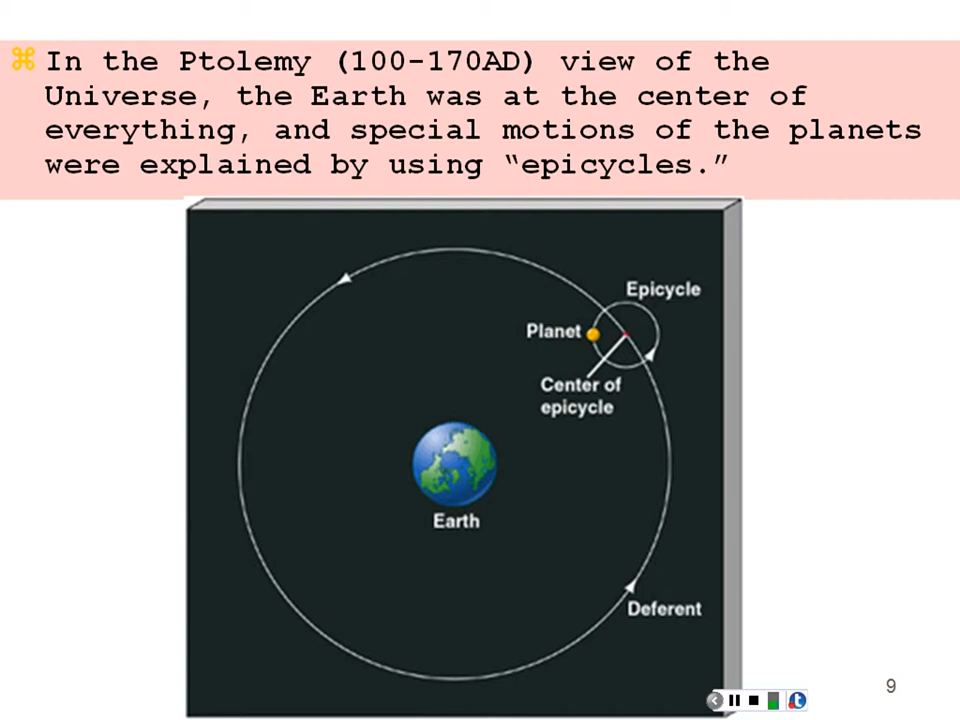 In the Ptolemy (100-170AD) view of the
Universe, the Earth was at the center of
everything, and special motions of the planets
were explained by using “epicycles.”
Epicycle
Planet
Center of
epicycle
Earth
Deferent
9